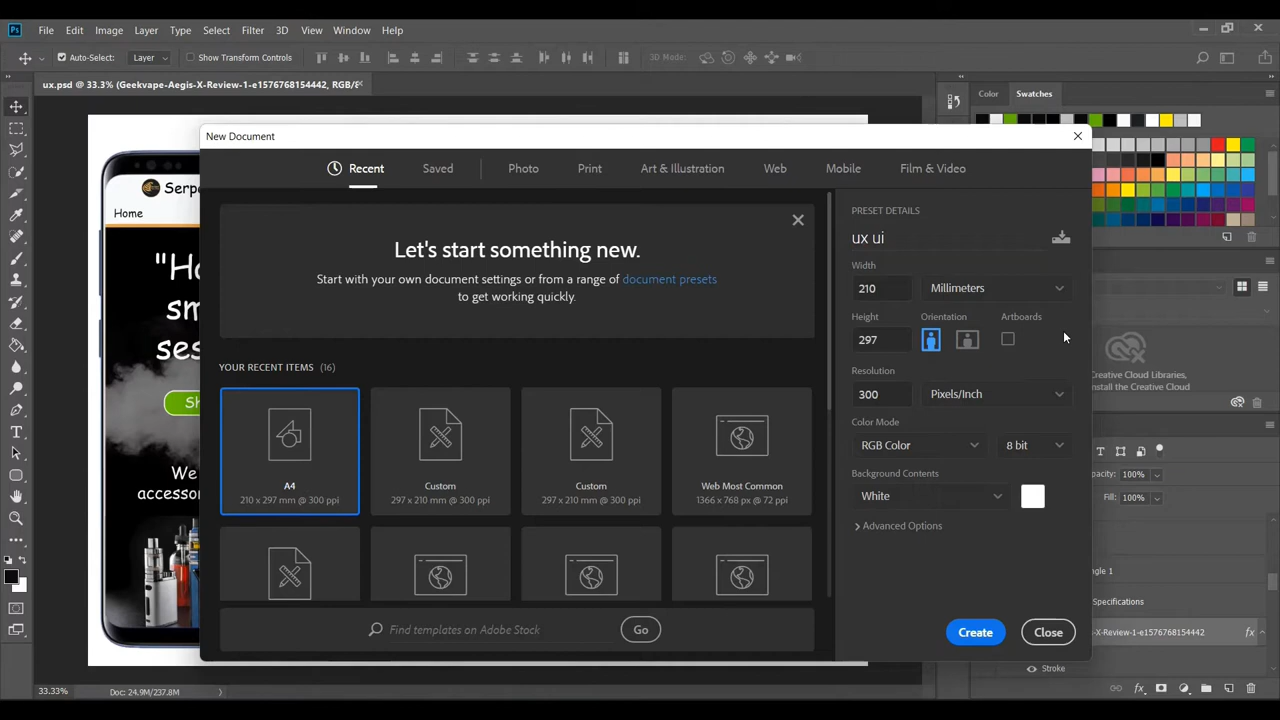 Ps File Edit Image Layer Type Select Filter 3D View Window Help
Auto-Select: Layer Show Transform Controls 3D Mode:
ux.psd @ 33.3% (Geekvape-Aegis-X-Review-1-e1576768154442, RGB/
Color Swatches
New Document
Recent Saved Photo Print Art & Illustration Web Mobile Film & Video
Serpe
Home
"Ha
sm
ses
Sh
We
accessor
Let's start something new.
Start with your own document settings or from a range of document presets
to get working quickly.
YOUR RECENT ITEMS (16)
A4
210 x 297 mm @ 300 ppi
Custom
297 x 210 mm @ 300 ppi
Custom
297 x 210 mm @ 300 ppi
Web Most Common
1366 x 768 px @ 72 ppi
Find templates on Adobe Stock
Go
PRESET DETAILS
ux ui
Width
210 Millimeters
Height Orientation Artboards
297
Resolution
300 Pixels/Inch
Color Mode
RGB Color 8 bit
Background Contents
White
Advanced Options
Create Close
Creative Cloud Libraries,
nstall the Creative Cloud
pacity: 100%
Fill: 100%
angle 1
Specifications
-X-Review-1-e1576768154442 fx
Stroke
33.33% Doc: 24.9M/237.8M